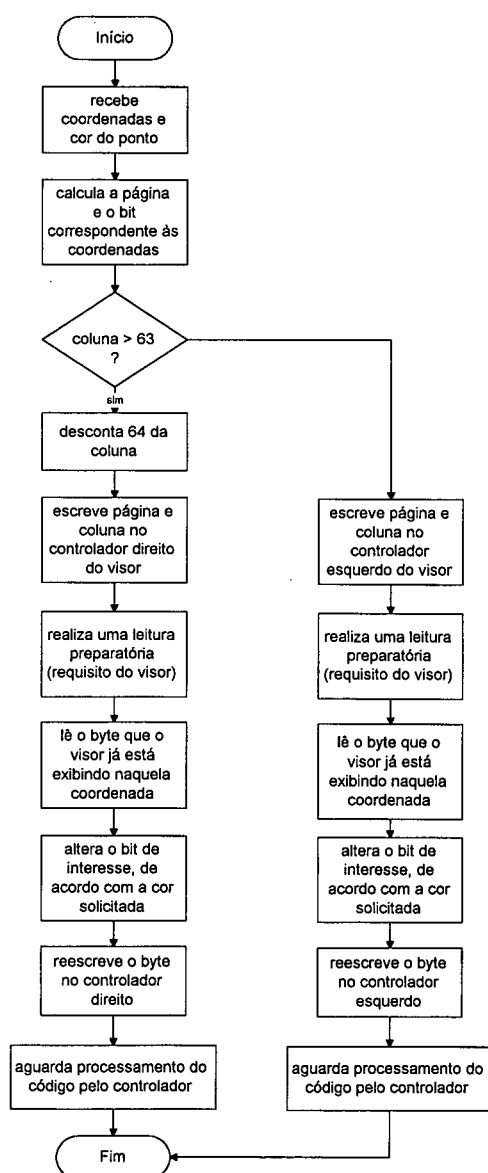 Início
recebe
coordenadas e
cor do ponto
calcula a página
e o bit
correspondente às
coordenadas
coluna > 63
?
sim
desconta 64 da
coluna
escreve página e
coluna no
controlador direito
do visor
realiza uma leitura
preparatória
(requisito do visor)
lê o byte que o
visor já está
exibindo naquela
coordenada
altera o bit de
interesse, de
acordo com a cor
solicitada
reescreve o byte
no controlador
direito
aguarda processamento do
código pelo controlador
escreve página e
coluna no
controlador
esquerdo do visor
realiza uma leitura
preparatória
(requisito do visor)
lê o byte que o
visor já está
exibindo naquela
coordenada
altera o bit de
interesse, de
acordo com a cor
solicitada
reescreve o byte
no controlador
esquerdo
aguarda processamento do
código pelo controlador
Fim